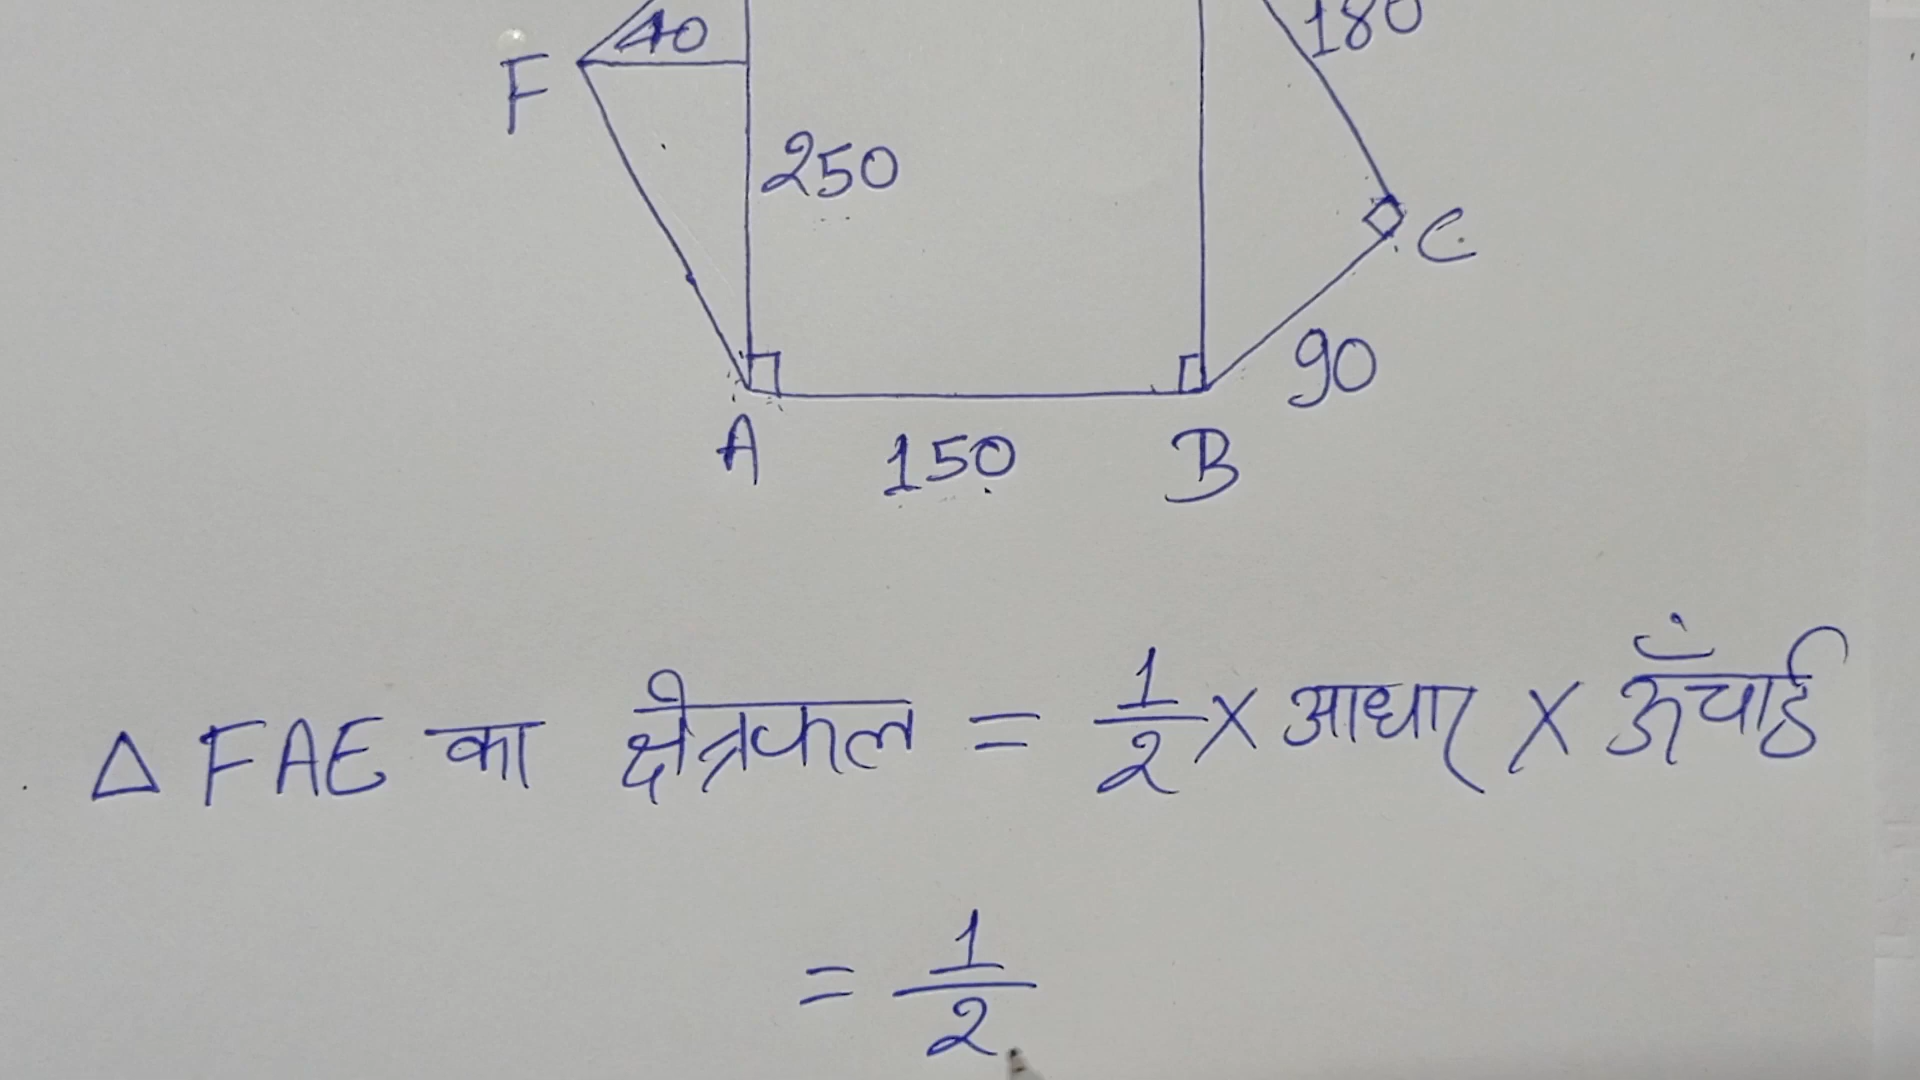 40
180
F
250
C
90
A 150 B
Δ FAE का क्षेत्रफल = 1/2 X आधार X ऊँचाई
= 1/2